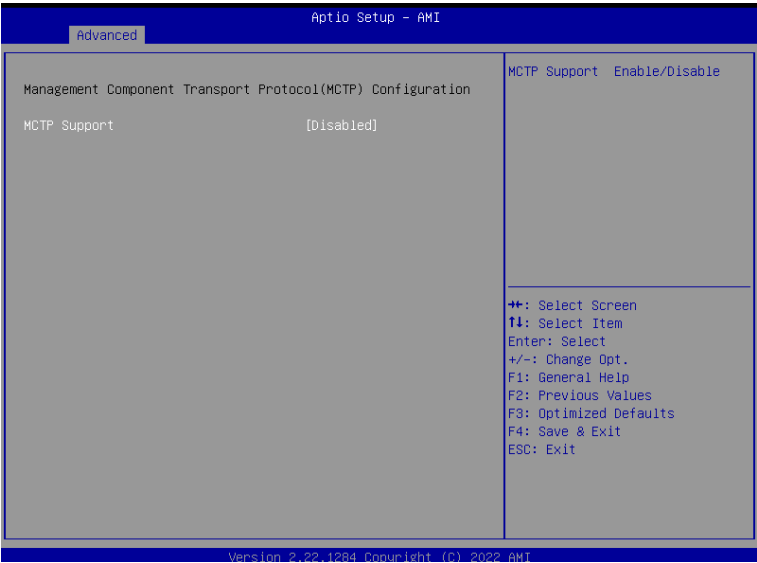 Aptio Setup – AMI
Advanced
Management Component Transport Protocol(MCTP) Configuration
MCTP Support [Disabled]
MCTP Support Enable/Disable
→←: Select Screen
↑↓: Select Item
Enter: Select
+/-: Change Opt.
F1: General Help
F2: Previous Values
F3: Optimized Defaults
F4: Save & Exit
ESC: Exit
Version 2.22.1284 Copyright (C) 2022 AMI